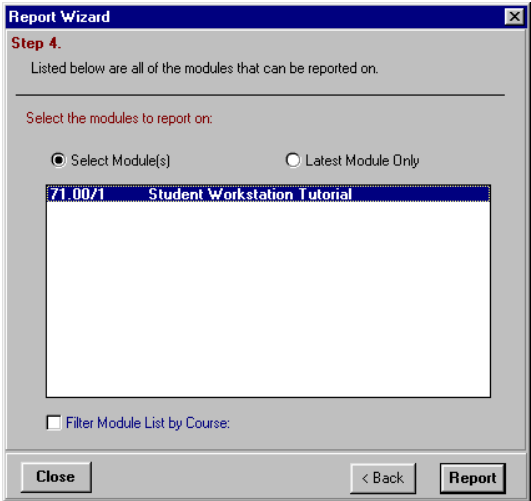 Report Wizard
Step 4.
Listed below are all of the modules that can be reported on.
Select the modules to report on:
Select Module(s) Latest Module Only
71.00/1 Student Workstation Tutorial
Filter Module List by Course:
Close < Back Report